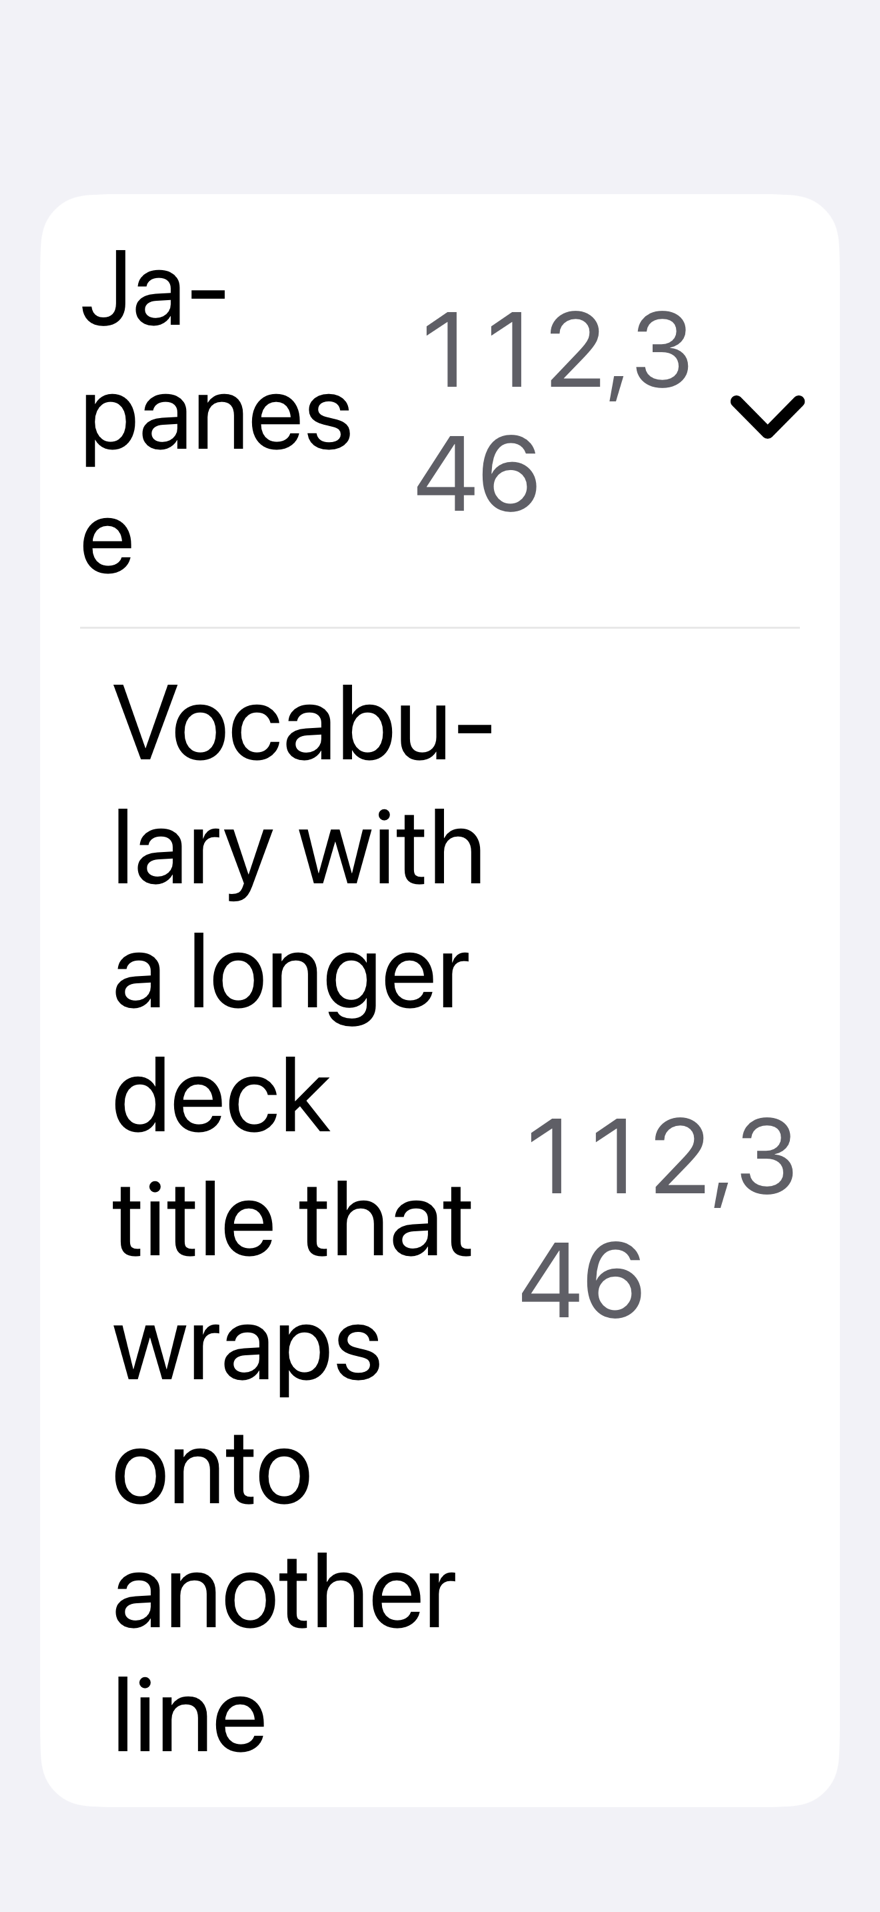 Ja-
panes
e
112,3
46
Vocabu-
lary with
a longer
deck
title that
wraps
onto
another
line
112,3
46